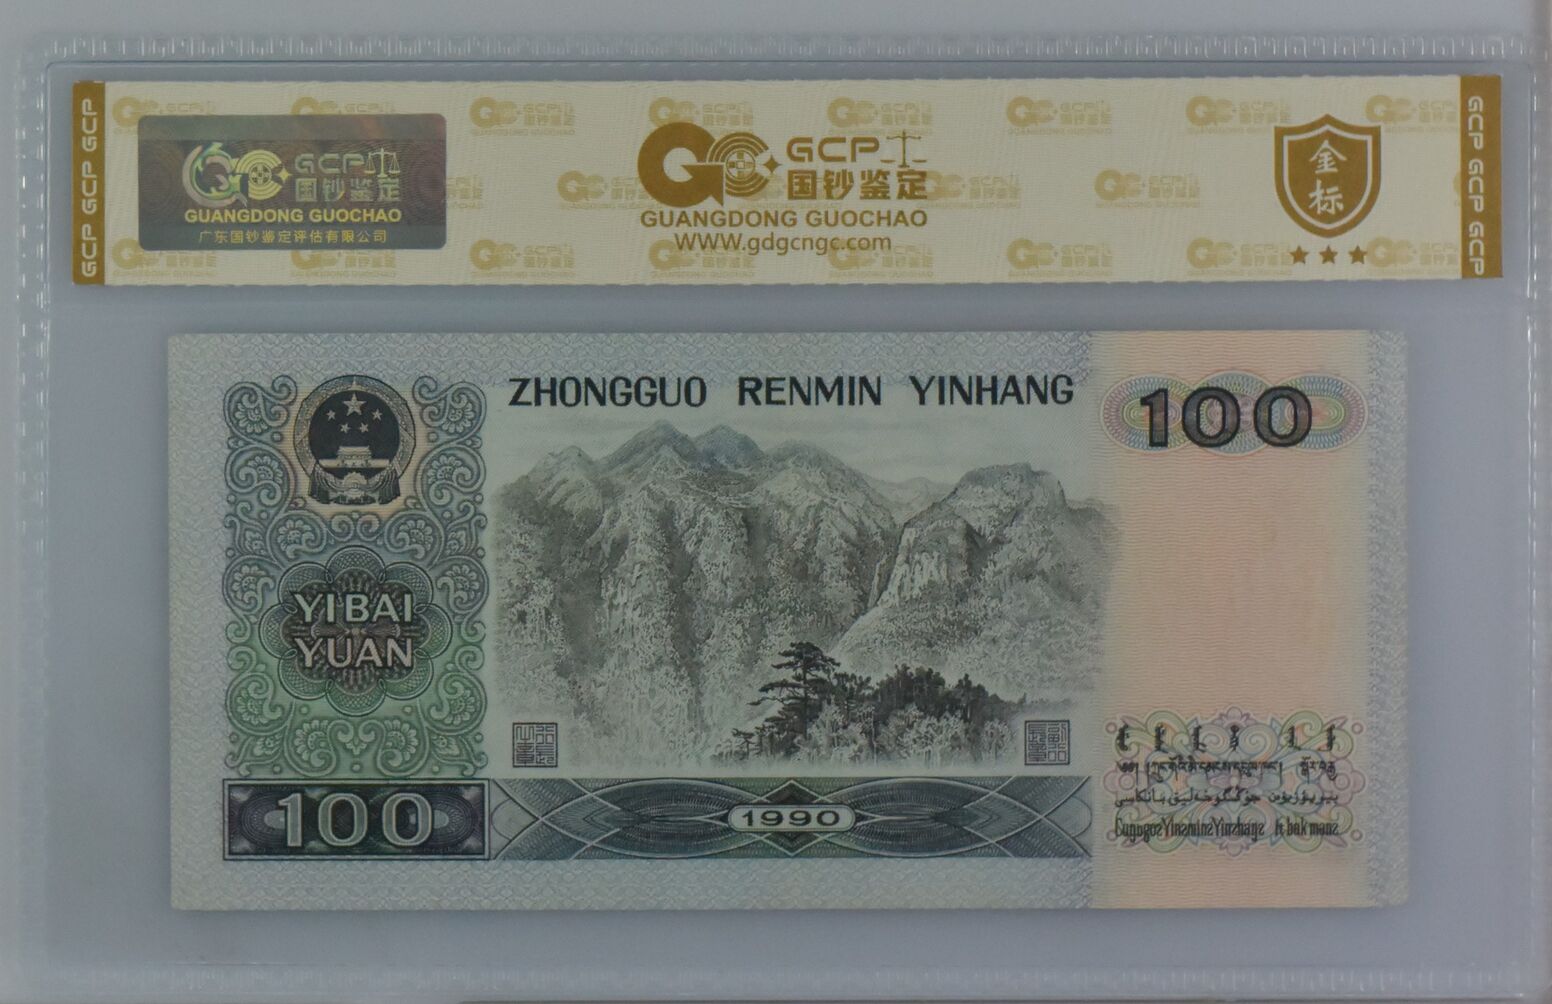 GCP GCP GCP
GCP
国钞鉴定
GUANGDONG GUOCHAO
广东国钞鉴定评估有限公司
GCP
国钞鉴定
GUANGDONG GUOCHAO
WWW.gdgcngc.com
金
标
GCP GCP GCP
ZHONGGUO RENMIN YINHANG
100
YIBAI
YUAN
100
1990